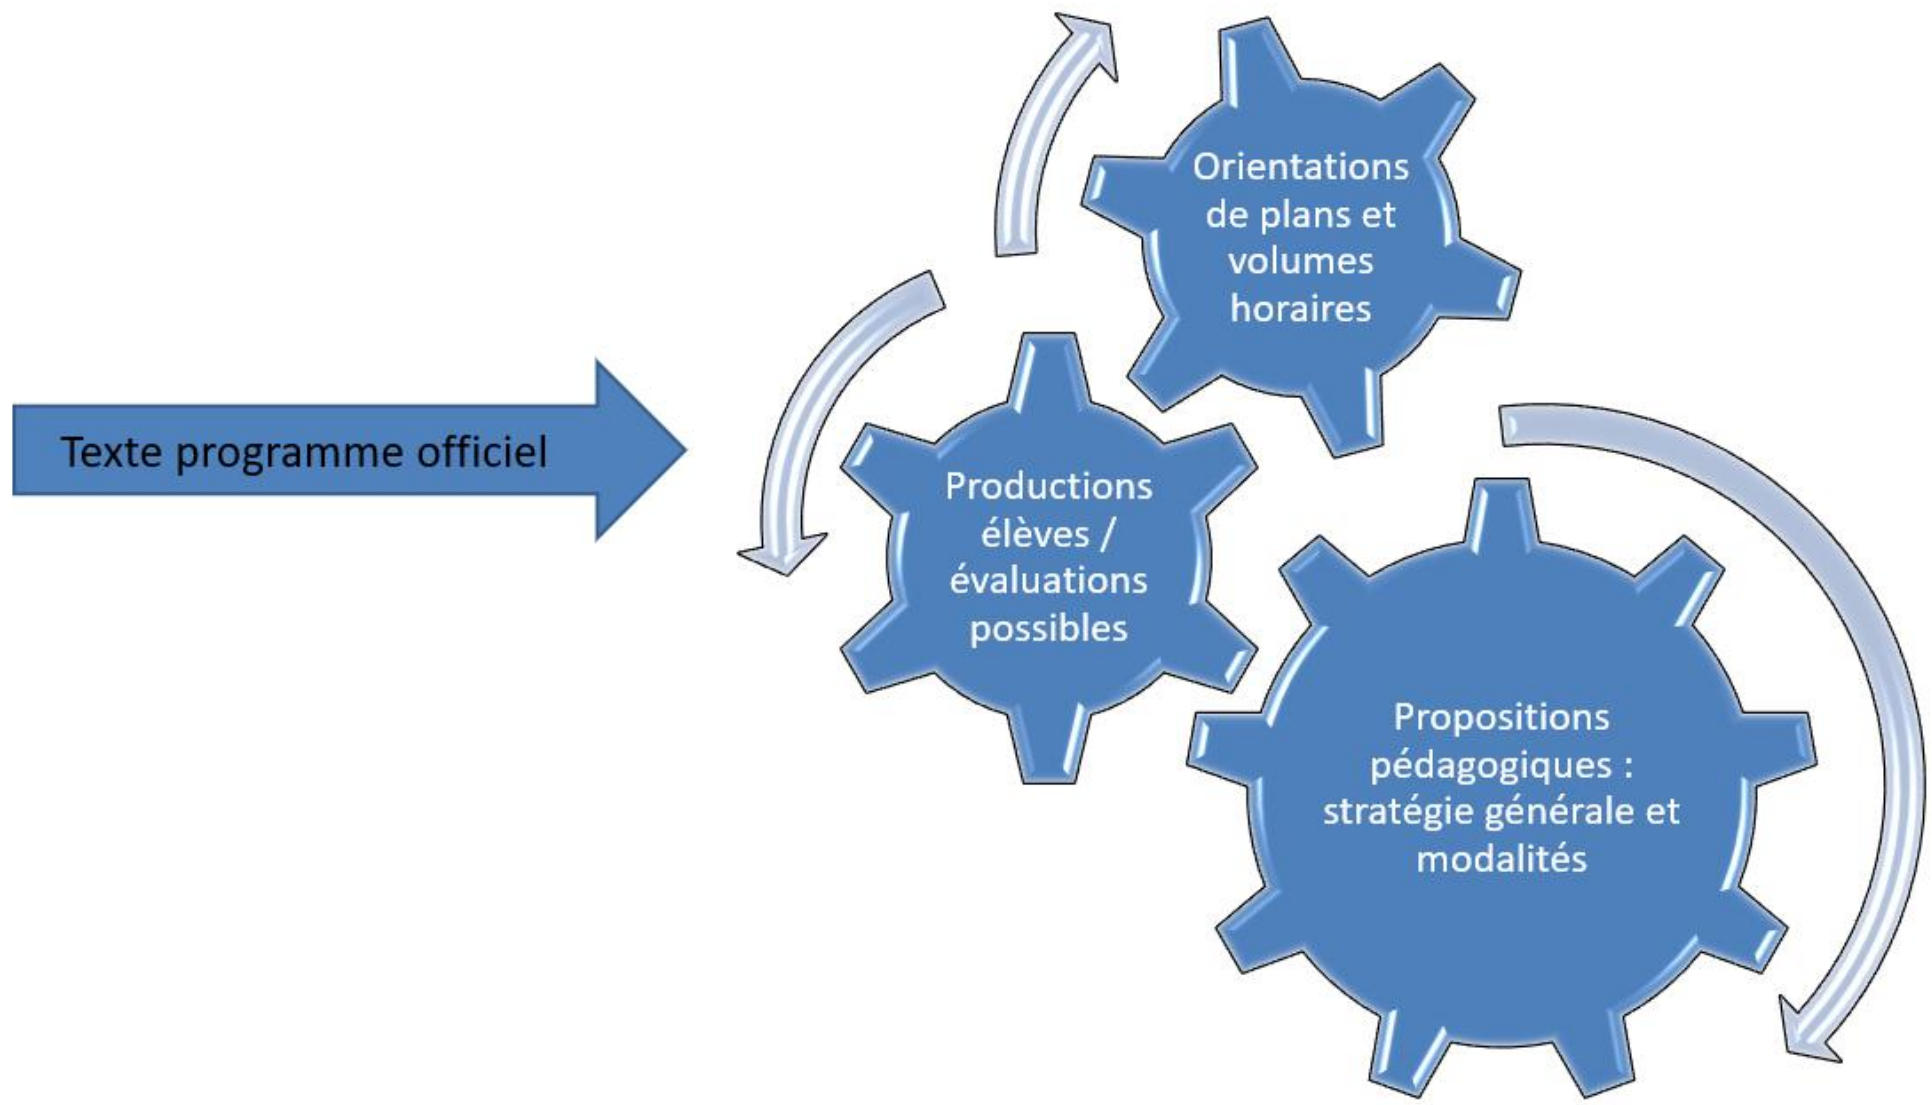 Texte programme officiel
Orientations
de plans et
volumes
horaires
Productions
élèves /
évaluations
possibles
Propositions
pédagogiques :
stratégie générale et
modalités